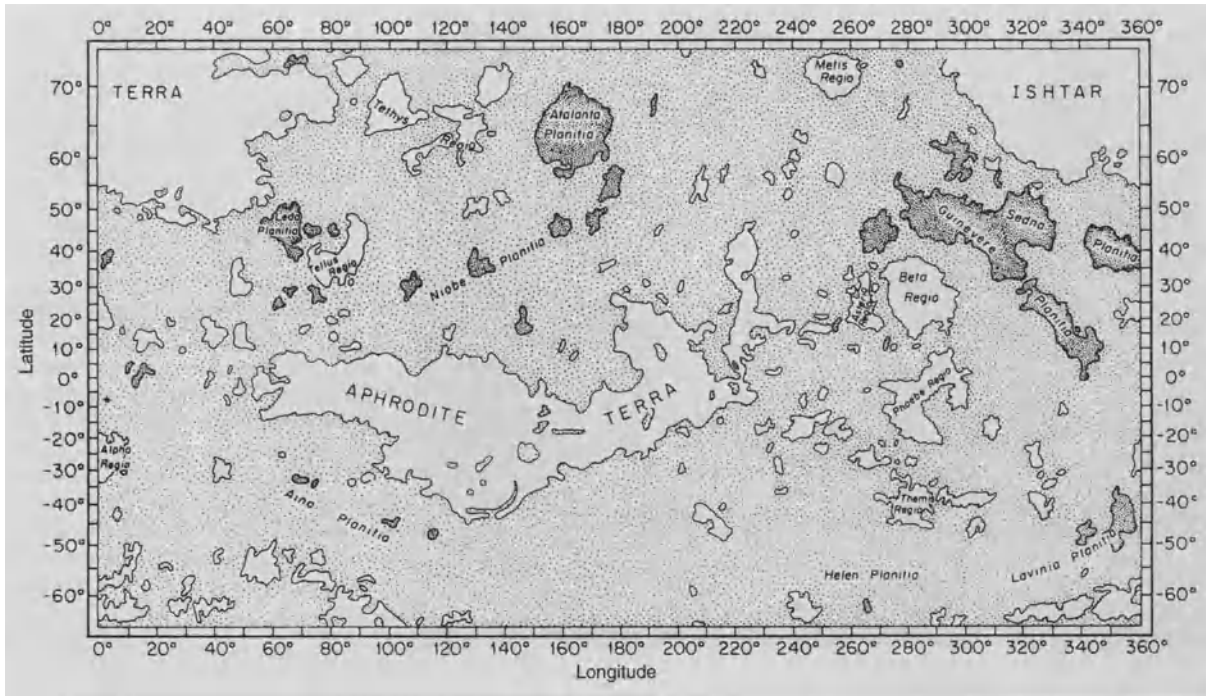 0° 20° 40° 60° 80° 100° 120° 140° 160° 180° 200° 220° 240° 260° 270° 280° 300° 320° 340° 360°
70°
60°
50°
40°
30°
20°
10°
0°
-10°
-20°
-30°
-40°
-50°
-60°
Latitude
TERRA
Tethys
Regio
Atalanta
Planitia
Metis
Regio
ISHTAR
Leda
Planitia
Tellus
Regio
Niobe Planitia
Guinevere
Planitia
Sedna
Planitia
Beta
Regio
APHRODITE TERRA
Phoebe Regio
Alpha
Regio
Aino Planitia
Themis
Regio
Helen Planitia
Lavinia Planitia
70°
60°
50°
40°
30°
20°
10°
0°
-10°
-20°
-30°
-40°
-50°
-60°
0° 20° 40° 60° 80° 100° 120° 140° 160° 180° 200° 220° 240° 260° 280° 300° 320° 340° 360°
Longitude